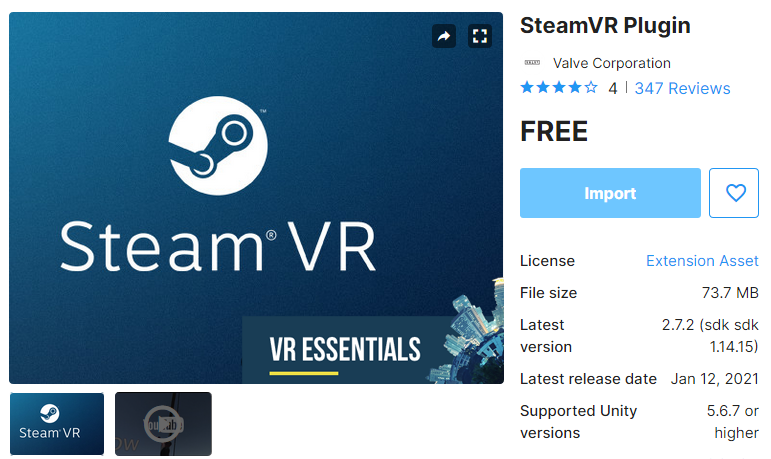 SteamVR Plugin
Valve Corporation
4 | 347 Reviews
FREE
Import
Steam® VR
™
VR ESSENTIALS
License Extension Asset
File size 73.7 MB
Latest version 2.7.2 (sdk sdk 1.14.15)
Latest release date Jan 12, 2021
Supported Unity versions 5.6.7 or higher
Steam®VR
YouTube